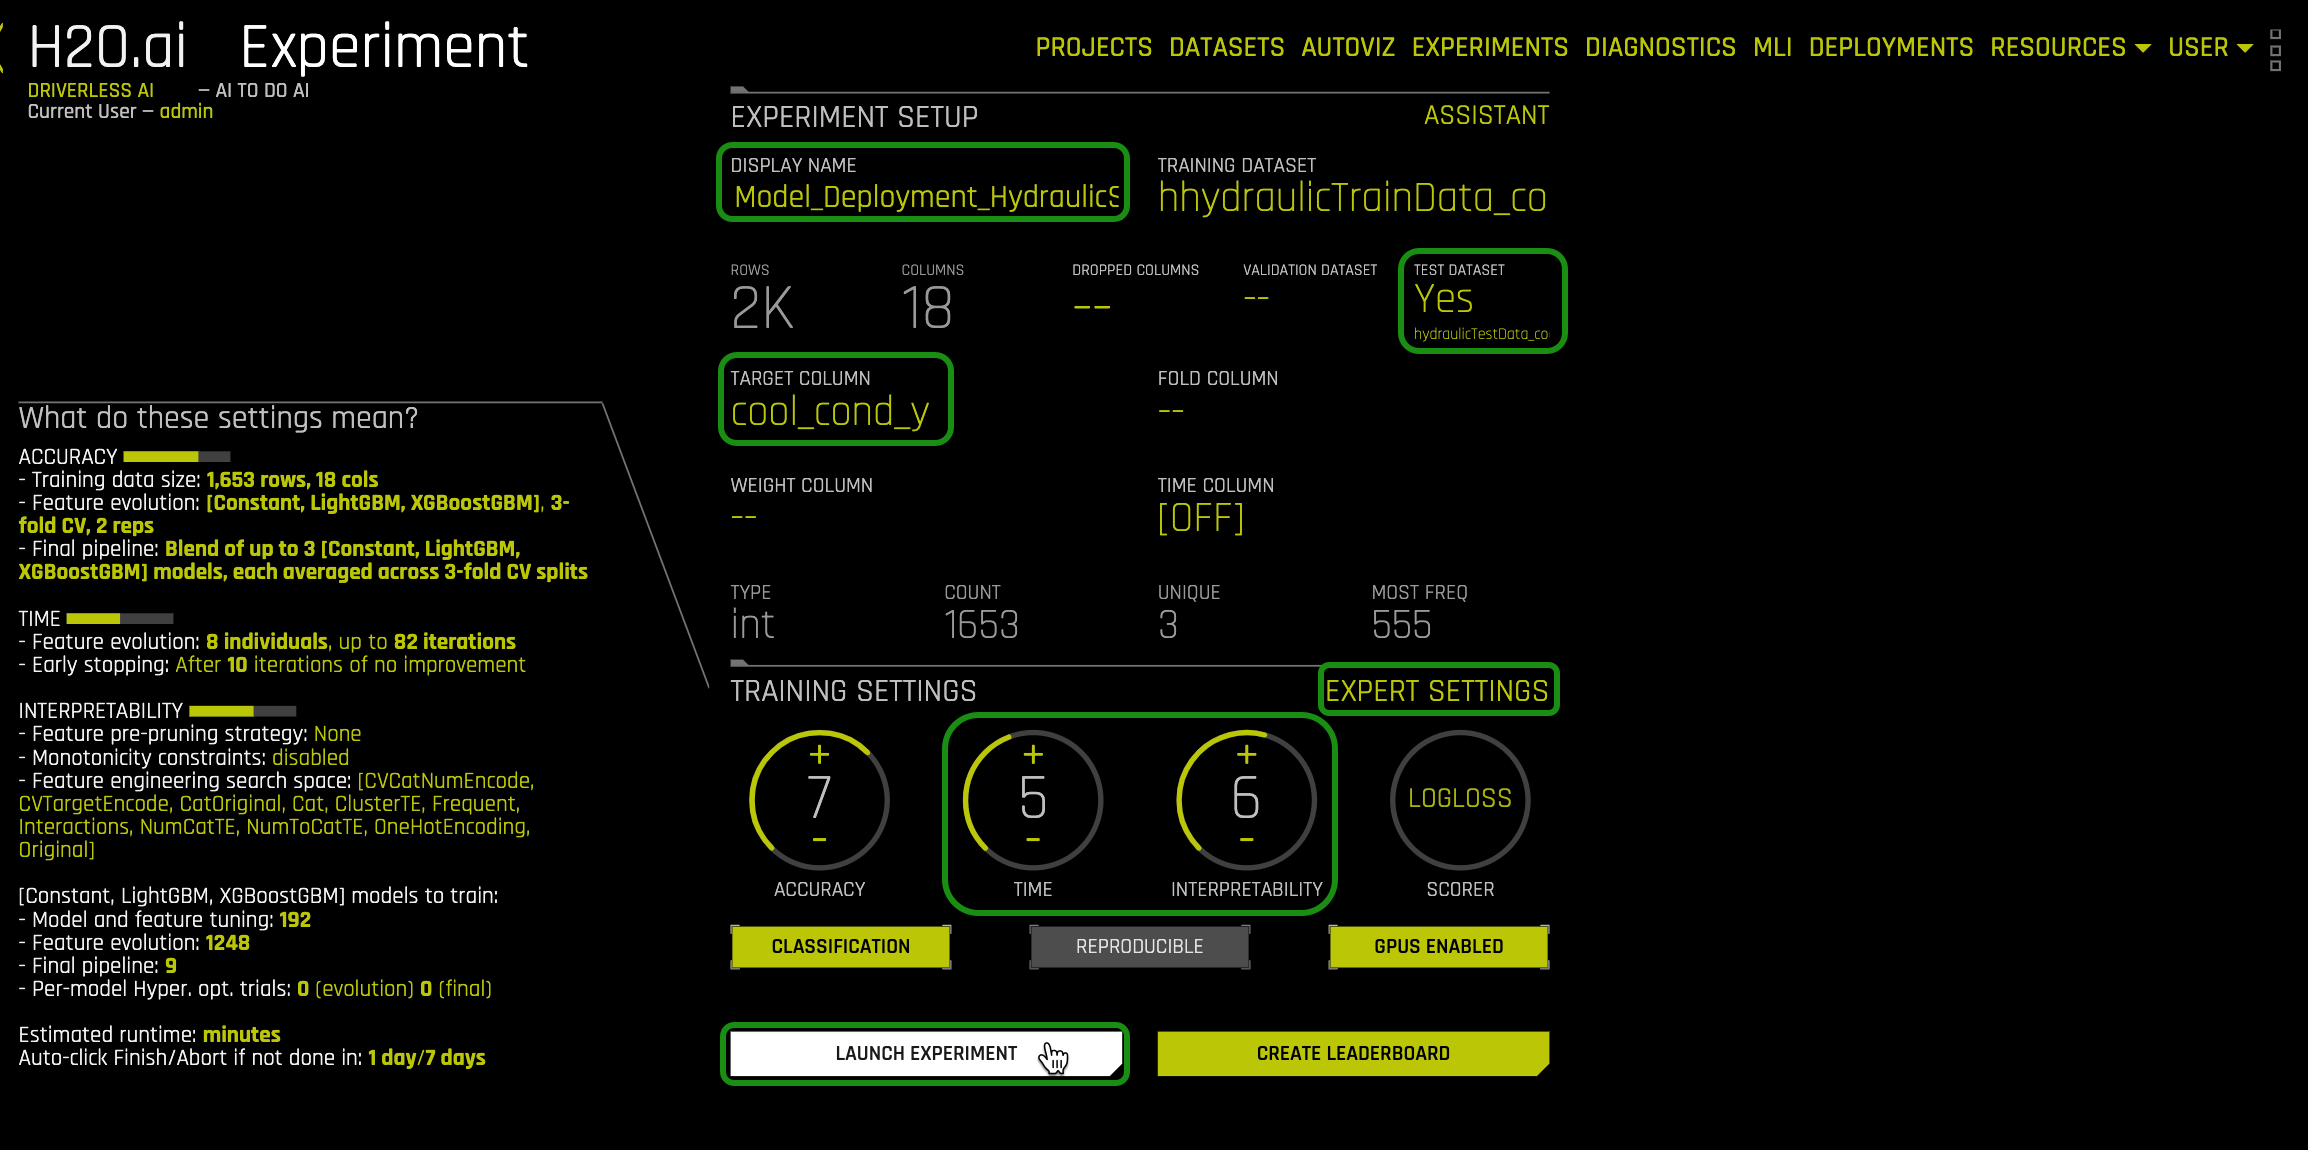 H2O.ai Experiment
DRIVERLESS AI — AI TO DO AI
Current User — admin
PROJECTS DATASETS AUTOVIZ EXPERIMENTS DIAGNOSTICS MLI DEPLOYMENTS RESOURCES USER
EXPERIMENT SETUP ASSISTANT
DISPLAY NAME TRAINING DATASET
Model_Deployment_HydraulicS hhydraulicTrainData_co
ROWS COLUMNS DROPPED COLUMNS VALIDATION DATASET TEST DATASET
2K 18 -- -- Yes
hydraulicTestData_co
TARGET COLUMN FOLD COLUMN
cool_cond_y --
WEIGHT COLUMN TIME COLUMN
-- [OFF]
TYPE COUNT UNIQUE MOST FREQ
int 1653 3 555
TRAINING SETTINGS EXPERT SETTINGS
+ + +
7 5 6 LOGLOSS
- - -
ACCURACY TIME INTERPRETABILITY SCORER
CLASSIFICATION REPRODUCIBLE GPUS ENABLED
LAUNCH EXPERIMENT CREATE LEADERBOARD
What do these settings mean?
ACCURACY
- Training data size: 1,653 rows, 18 cols
- Feature evolution: [Constant, LightGBM, XGBoostGBM], 3-
fold CV, 2 reps
- Final pipeline: Blend of up to 3 [Constant, LightGBM,
XGBoostGBM] models, each averaged across 3-fold CV splits
TIME
- Feature evolution: 8 individuals, up to 82 iterations
- Early stopping: After 10 iterations of no improvement
INTERPRETABILITY
- Feature pre-pruning strategy: None
- Monotonicity constraints: disabled
- Feature engineering search space: [CVCatNumEncode,
CVTargetEncode, CatOriginal, Cat, ClusterTE, Frequent,
Interactions, NumCatTE, NumToCatTE, OneHotEncoding,
Original]
[Constant, LightGBM, XGBoostGBM] models to train:
- Model and feature tuning: 192
- Feature evolution: 1248
- Final pipeline: 9
- Per-model Hyper. opt. trials: 0 (evolution) 0 (final)
Estimated runtime: minutes
Auto-click Finish/Abort if not done in: 1 day/7 days